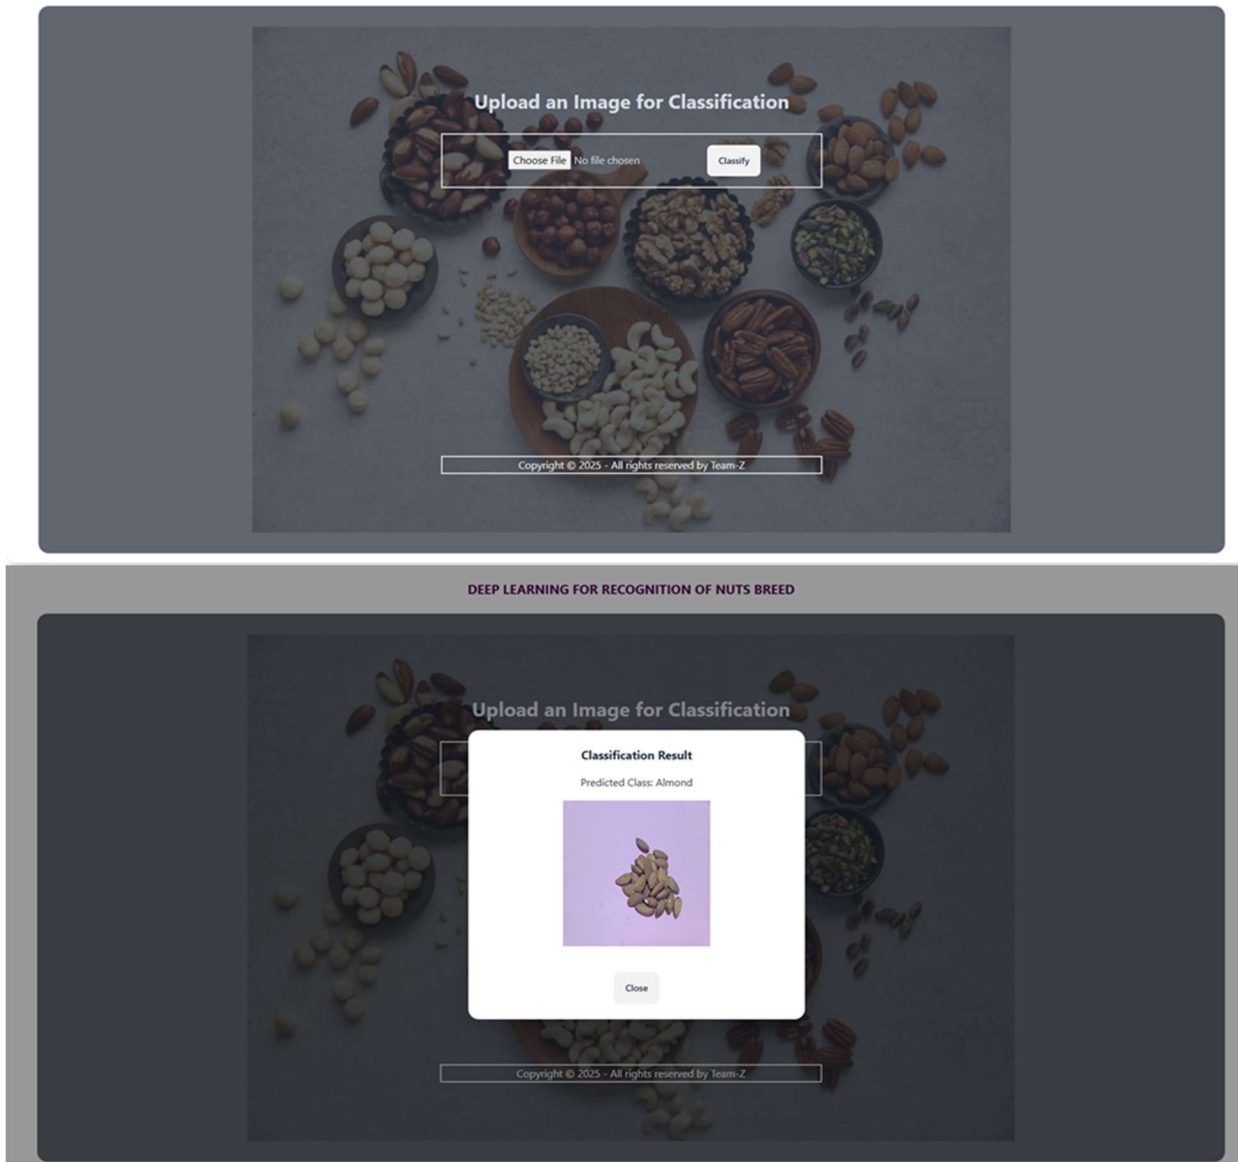 Upload an Image for Classification
Choose File No file chosen
Classify
Copyright © 2025 - All rights reserved by Team-Z
DEEP LEARNING FOR RECOGNITION OF NUTS BREED
Upload an Image for Classification
Classification Result
Predicted Class: Almond
Close
Copyright © 2025 - All rights reserved by Team-Z